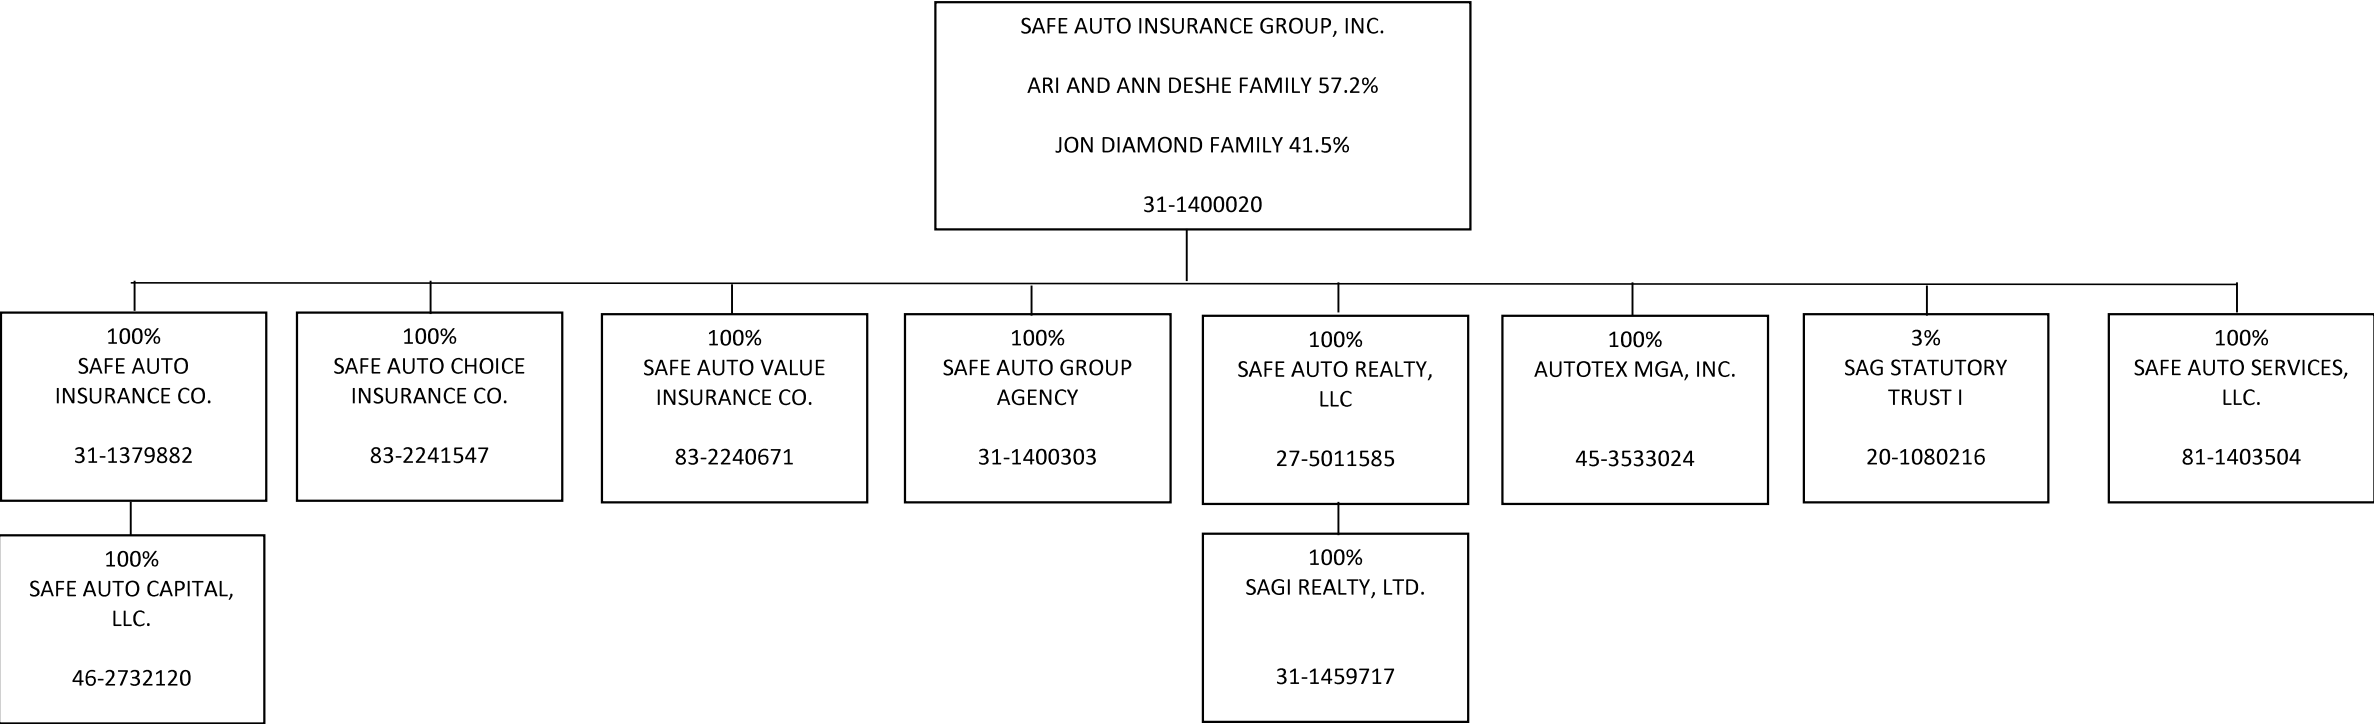 SAFE AUTO INSURANCE GROUP, INC.
ARI AND ANN DESHE FAMILY 57.2%
JON DIAMOND FAMILY 41.5%
31-1400020
100%
SAFE AUTO
INSURANCE CO.
31-1379882
100%
SAFE AUTO CHOICE
INSURANCE CO.
83-2241547
100%
SAFE AUTO VALUE
INSURANCE CO.
83-2240671
100%
SAFE AUTO GROUP
AGENCY
31-1400303
100%
SAFE AUTO REALTY,
LLC
27-5011585
100%
AUTOTEX MGA, INC.
45-3533024
3%
SAG STATUTORY
TRUST I
20-1080216
100%
SAFE AUTO SERVICES,
LLC.
81-1403504
100%
SAFE AUTO CAPITAL,
LLC.
46-2732120
100%
SAGI REALTY, LTD.
31-1459717